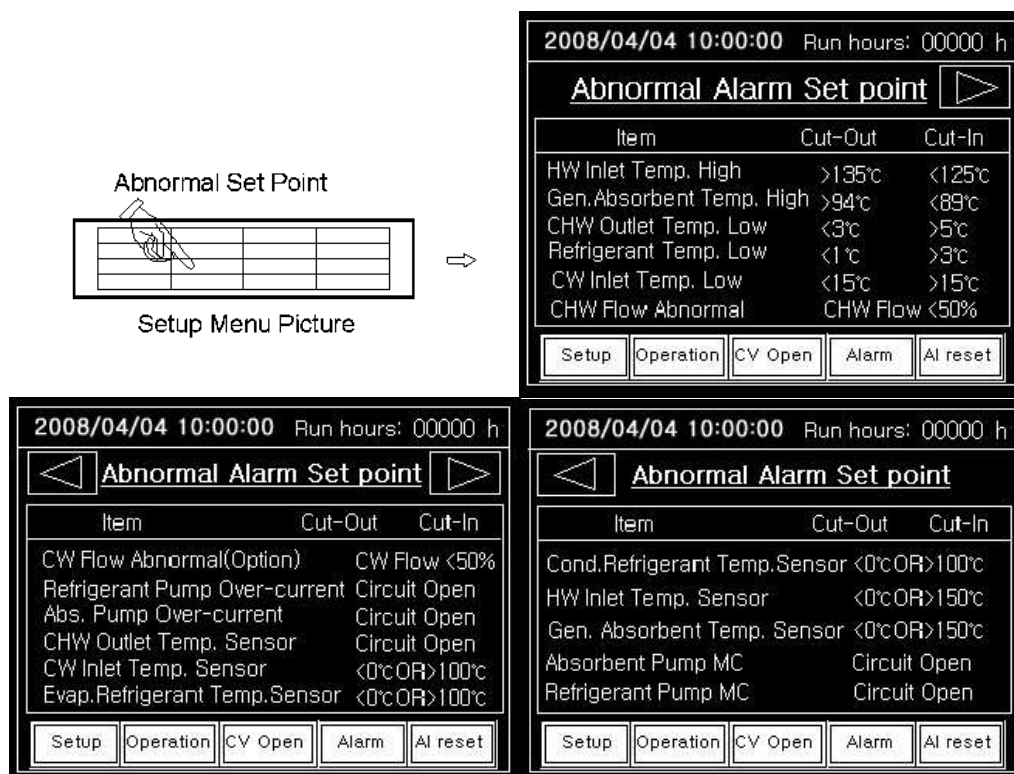 Abnormal Set Point
Setup Menu Picture
2008/04/04 10:00:00 Run hours: 00000 h
Abnormal Alarm Set point
Item Cut-Out Cut-In
HW Inlet Temp. High >135℃ <125℃
Gen.Absorbent Temp. High >94℃ <89℃
CHW Outlet Temp. Low <3℃ >5℃
Refrigerant Temp. Low <1℃ >3℃
CW Inlet Temp. Low <15℃ >15℃
CHW Flow Abnormal CHW Flow <50%
Setup Operation CV Open Alarm Al reset
2008/04/04 10:00:00 Run hours: 00000 h
Abnormal Alarm Set point
Item Cut-Out Cut-In
CW Flow Abnormal(Option) CW Flow <50%
Refrigerant Pump Over-current Circuit Open
Abs. Pump Over-current Circuit Open
CHW Outlet Temp. Sensor Circuit Open
CW Inlet Temp. Sensor <0℃OR>100℃
Evap.Refrigerant Temp.Sensor <0℃OR>100℃
Setup Operation CV Open Alarm Al reset
2008/04/04 10:00:00 Run hours: 00000 h
Abnormal Alarm Set point
Item Cut-Out Cut-In
Cond.Refrigerant Temp.Sensor <0℃OR>100℃
HW Inlet Temp. Sensor <0℃OR>150℃
Gen. Absorbent Temp. Sensor <0℃OR>150℃
Absorbent Pump MC Circuit Open
Refrigerant Pump MC Circuit Open
Setup Operation CV Open Alarm Al reset